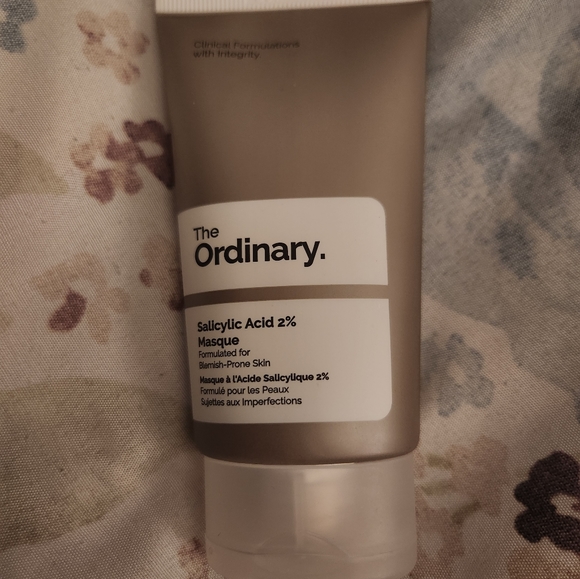 Clinical Formulations
with Integrity
The
Ordinary.
Salicylic Acid 2%
Masque
Formulated for
Blemish-Prone Skin
Masque à l'Acide Salicylique 2%
Formulé pour les Peaux
Sujettes aux Imperfections